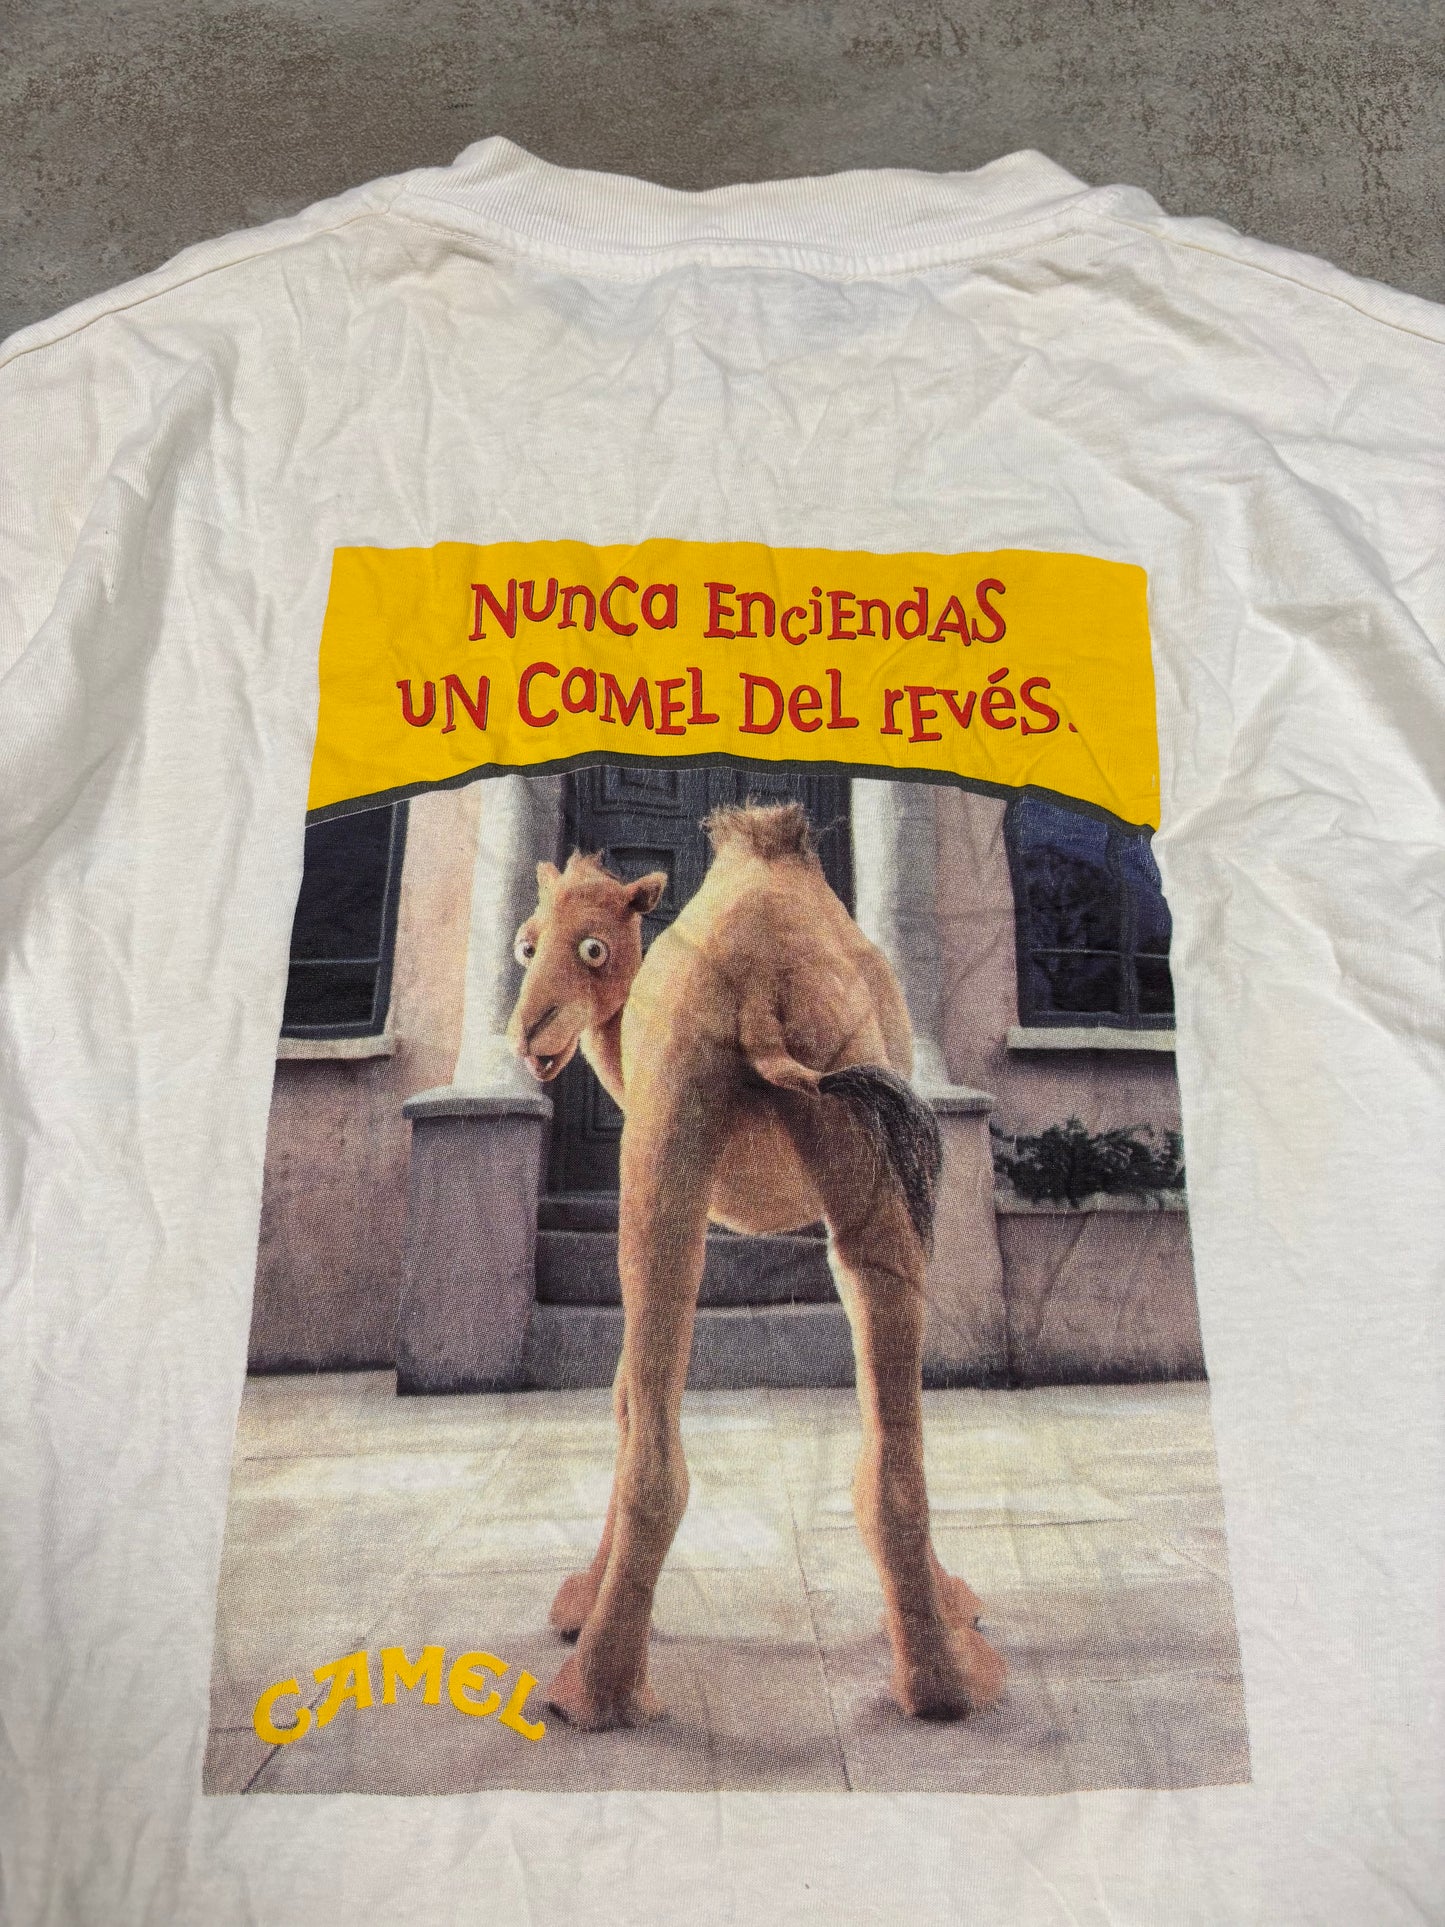 Nunca Enciendas
un Camel del revés.
CAMEL